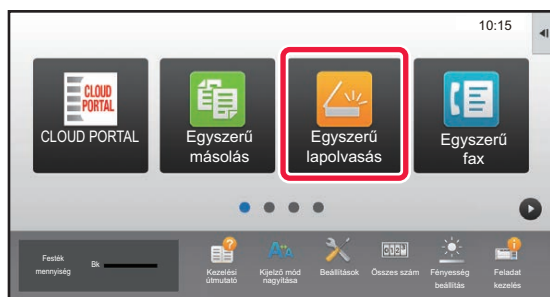 10:15
CLOUD
PORTAL
CLOUD PORTAL
Egyszerű
másolás
Egyszerű
lapolvasás
Egyszerű
fax
Festék
mennyiség
Bk
Kezelési
útmutató
Kijelző mód
nagyítása
Beállítások
Összes szám
Fényesség
beállítás
Feladat
kezelés